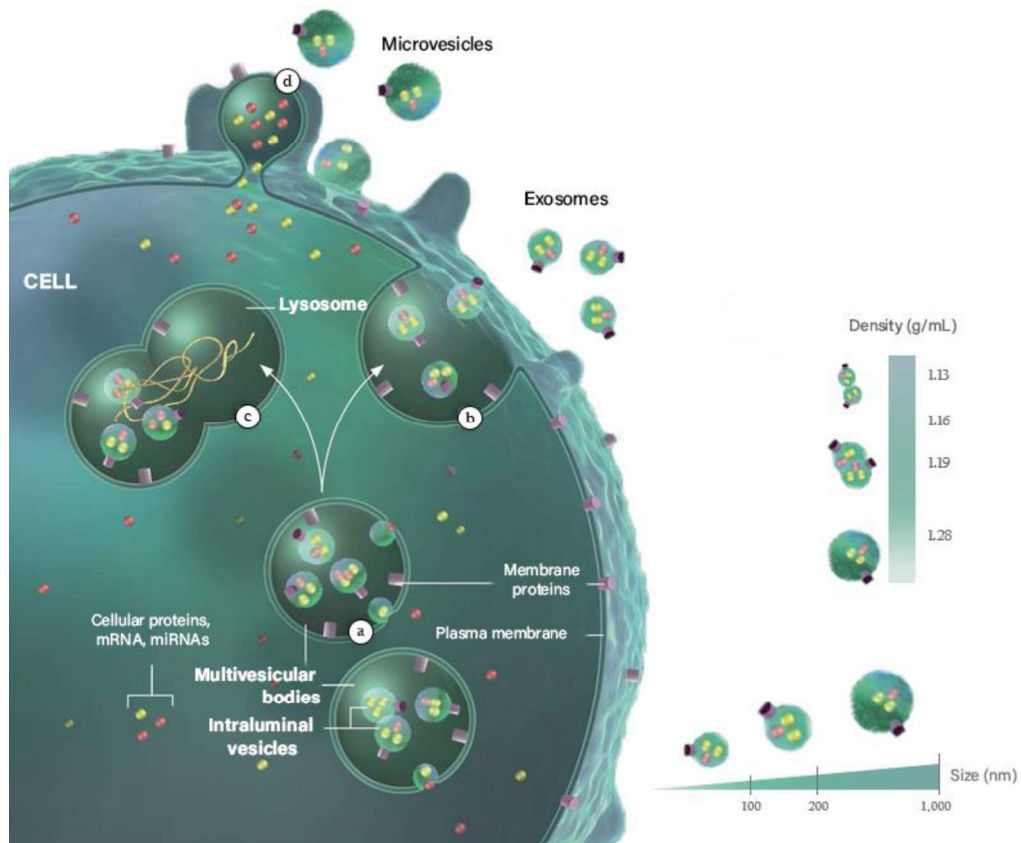 Microvesicles
d
Exosomes
CELL
Lysosome
Density (g/mL)
1.13
c
b
1.16
1.19
1.28
Membrane
proteins
Cellular proteins,
mRNA, miRNAs
a
Plasma membrane
Multivesicular
bodies
Intraluminal
vesicles
Size (nm)
100
200
1,000